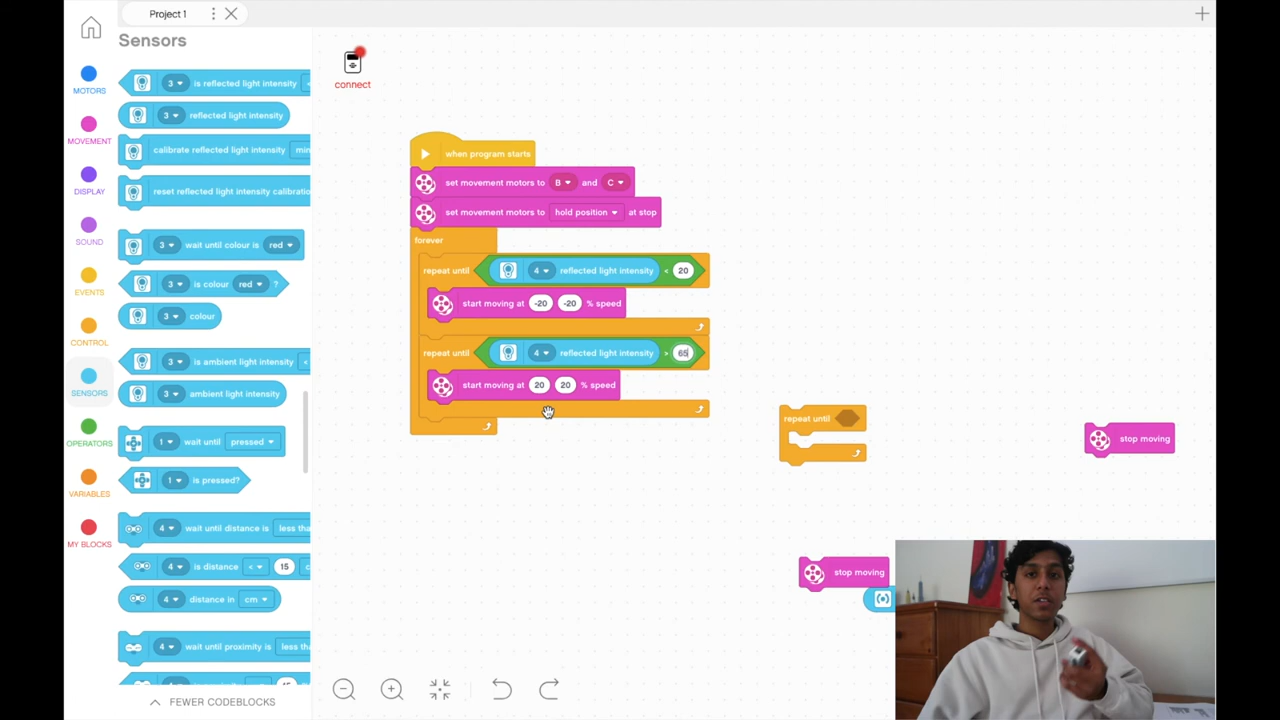 Project 1
Sensors
MOTORS
MOVEMENT
DISPLAY
SOUND
EVENTS
CONTROL
SENSORS
OPERATORS
VARIABLES
MY BLOCKS
3 is reflected light intensity <
3 reflected light intensity
calibrate reflected light intensity
reset reflected light intensity
3 wait until colour is red
3 is colour red ?
3 colour
3 is ambient light intensity <
3 ambient light intensity
1 wait until pressed
1 is pressed?
4 wait until distance is
4 is distance < 15
4 distance in cm
4 wait until proximity is
FEWER CODEBLOCKS
connect
when program starts
set movement motors to B and C
set movement motors to hold position at stop
forever
repeat until 4 reflected light intensity < 20
start moving at -20 -20 % speed
repeat until 4 reflected light intensity > 65
start moving at 20 20 % speed
repeat until
stop moving
stop moving